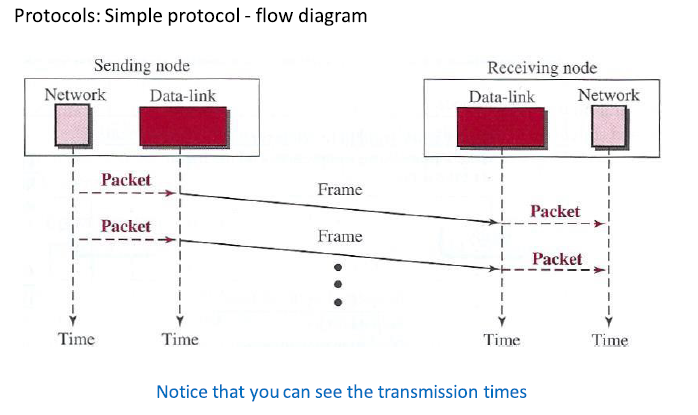 Protocols: Simple protocol - flow diagram
Sending node
Receiving node
Network
Data-link
Data-link
Network
Packet
Frame
Packet
Packet
Frame
Packet
Time
Time
Time
Time
Notice that you can see the transmission times